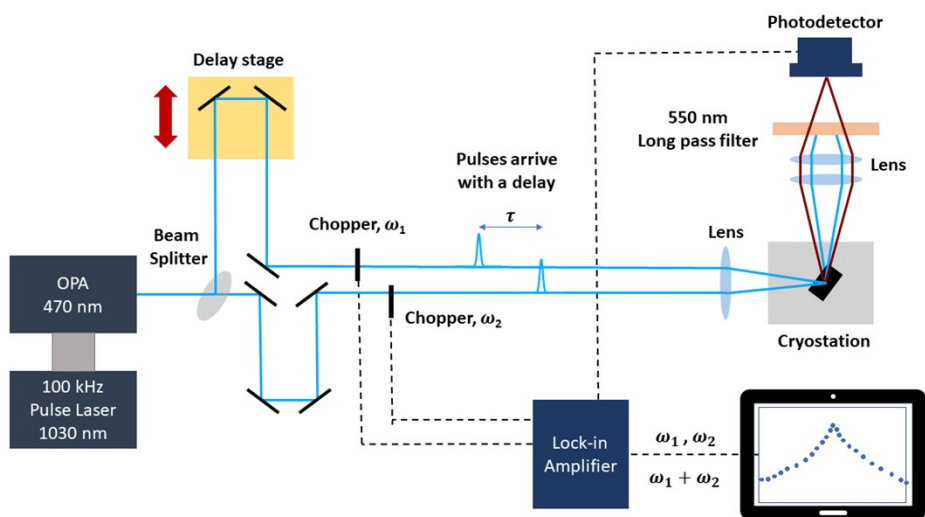 Photodetector
Delay stage
550 nm
Long pass filter
Lens
Pulses arrive
with a delay
τ
Beam
Splitter
Chopper, ω₁
Lens
OPA
470 nm
Chopper, ω₂
Cryostation
100 kHz
Pulse Laser
1030 nm
Lock-in
Amplifier
ω₁, ω₂
ω₁ + ω₂